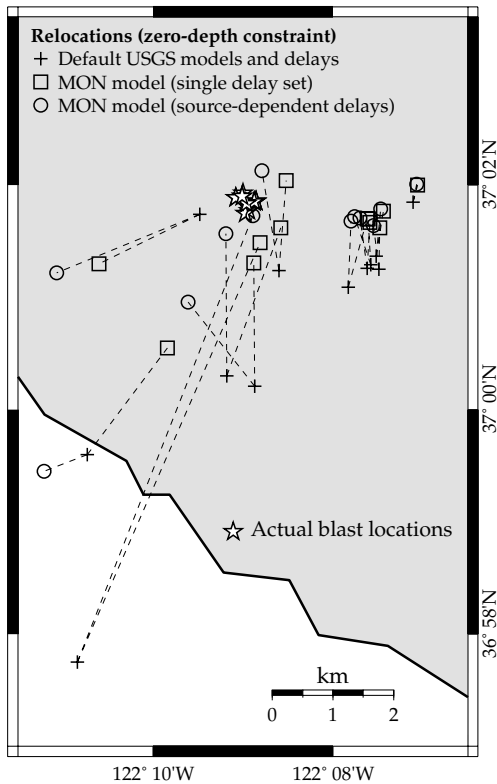 Relocations (zero-depth constraint)
Default USGS models and delays
MON model (single delay set)
MON model (source-dependent delays)
37° 02'N
37° 00'N
Actual blast locations
36° 58'N
km
0 1 2
122° 10'W 122° 08'W